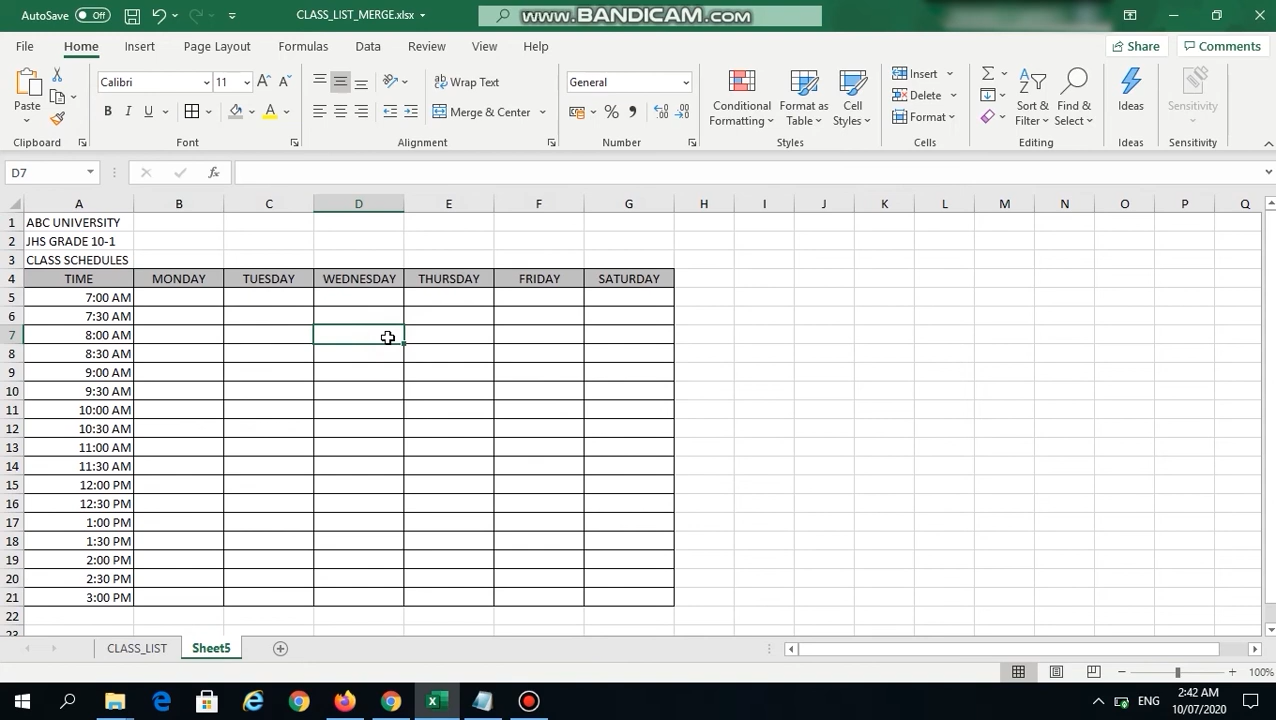 AutoSave Off CLASS_LIST_MERGE.xlsx www.BANDICAM.com
File Home Insert Page Layout Formulas Data Review View Help Share Comments
Calibri 11 A A Wrap Text General Insert
Paste B I U A Merge & Center % , Conditional Formatting Format as Table Cell Styles Delete Format Sort & Filter Find & Select Ideas Sensitivity
Clipboard Font Alignment Number Styles Cells Editing Ideas Sensitivity
D7 fx
A B C D E F G H I J K L M N O P Q
1 ABC UNIVERSITY
2 JHS GRADE 10-1
3 CLASS SCHEDULES
4 TIME MONDAY TUESDAY WEDNESDAY THURSDAY FRIDAY SATURDAY
5 7:00 AM
6 7:30 AM
7 8:00 AM
8 8:30 AM
9 9:00 AM
10 9:30 AM
11 10:00 AM
12 10:30 AM
13 11:00 AM
14 11:30 AM
15 12:00 PM
16 12:30 PM
17 1:00 PM
18 1:30 PM
19 2:00 PM
20 2:30 PM
21 3:00 PM
22
23
CLASS_LIST Sheet5
100%
ENG 2:42 AM
10/07/2020